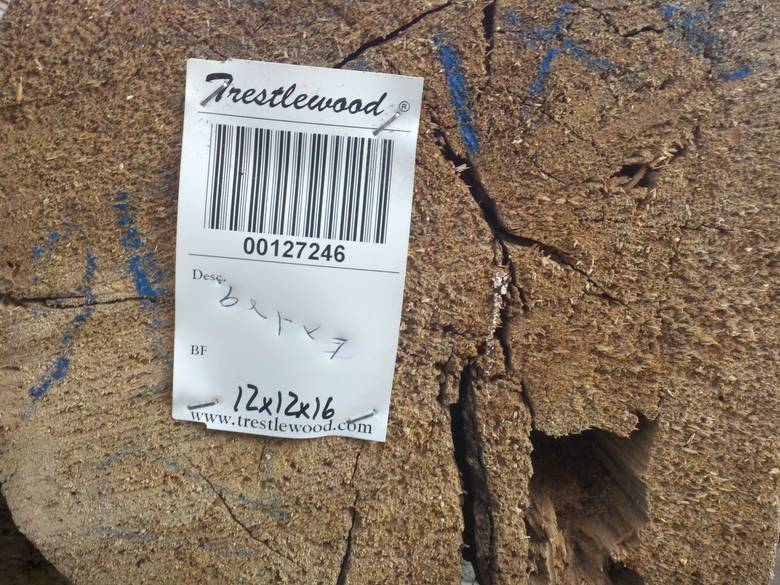 Trestlewood ®
00127246
Desc.
BF
12x12x16
www.trestlewood.com